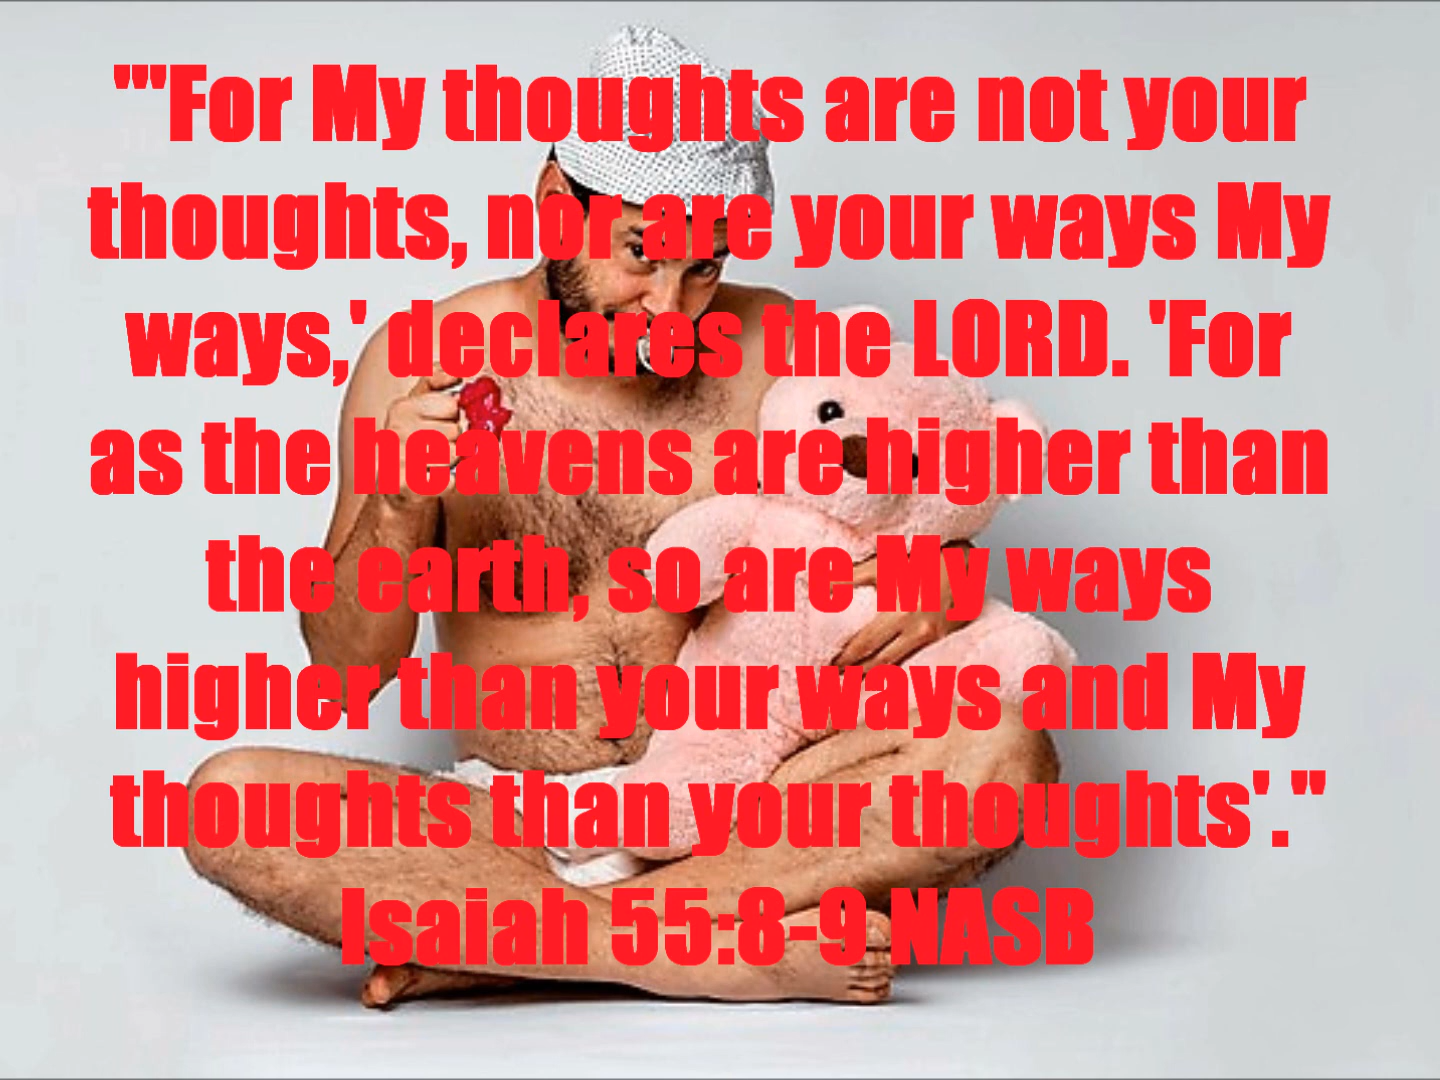 "'For My thoughts are not your
thoughts, nor are your ways My
ways,' declares the LORD. 'For
as the heavens are higher than
the earth, so are My ways
higher than your ways and My
thoughts than your thoughts'."
Isaiah 55:8-9 NASB